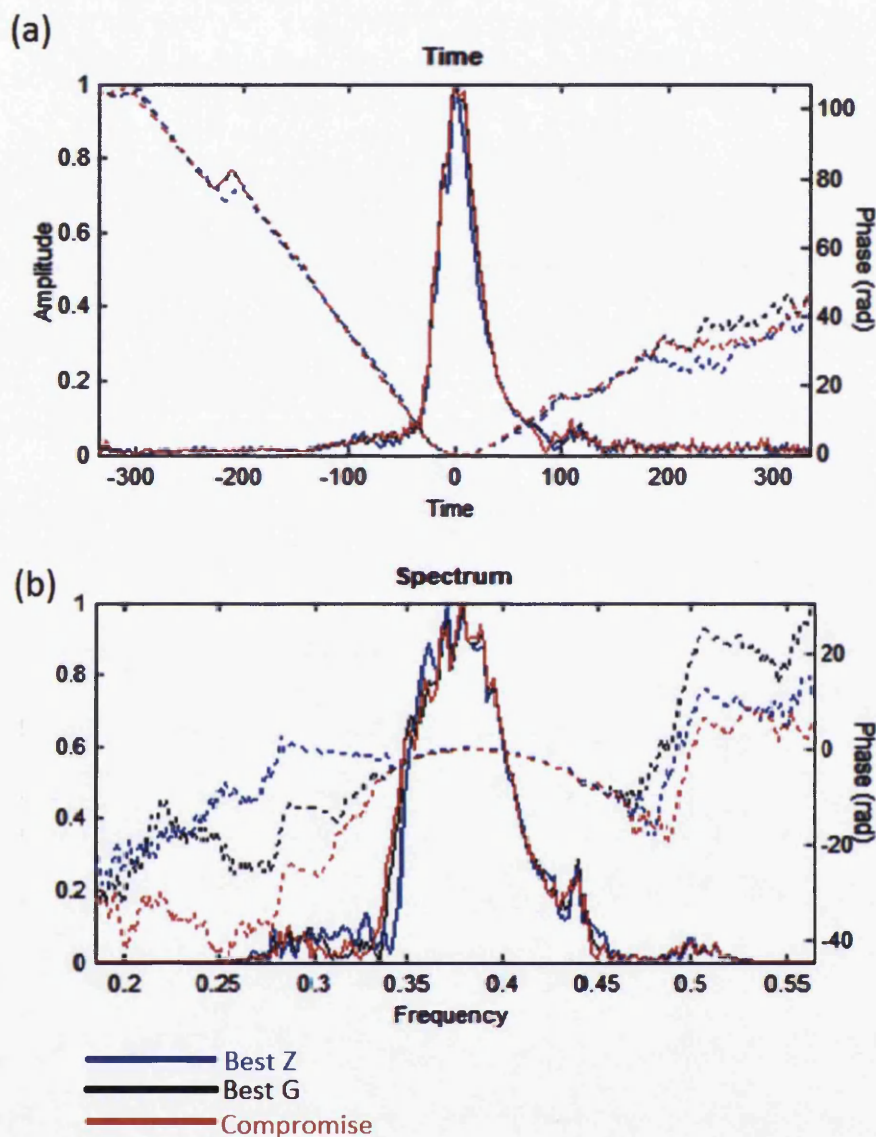 (a)
Time
1
0.8
0.6
0.4
0.2
0
Amplitude
100
80
60
40
20
0
Phase (rad)
-300 -200 -100 0 100 200 300
Time
(b)
Spectrum
1
0.8
0.6
0.4
0.2
0
20
0
-20
-40
Phase (rad)
0.2 0.25 0.3 0.35 0.4 0.45 0.5 0.55
Frequency
Best Z
Best G
Compromise